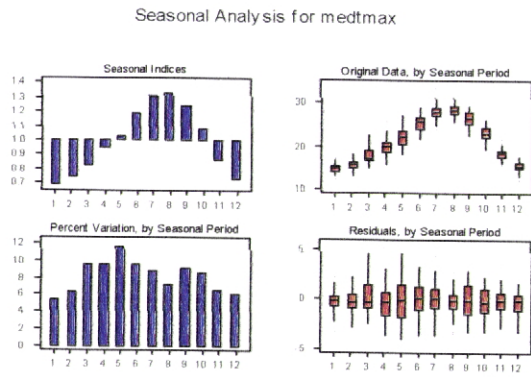 Seasonal Analysis for medtmax
Seasonal Indices
1.4
1.3
1.2
1.1
1.0
0.9
0.8
0.7
1 2 3 4 5 6 7 8 9 10 11 12
Original Data, by Seasonal Period
30
20
10
1 2 3 4 5 6 7 8 9 10 11 12
Percent Variation, by Seasonal Period
12
10
8
6
4
2
0
1 2 3 4 5 6 7 8 9 10 11 12
Residuals, by Seasonal Period
5
0
-5
1 2 3 4 5 6 7 8 9 10 11 12